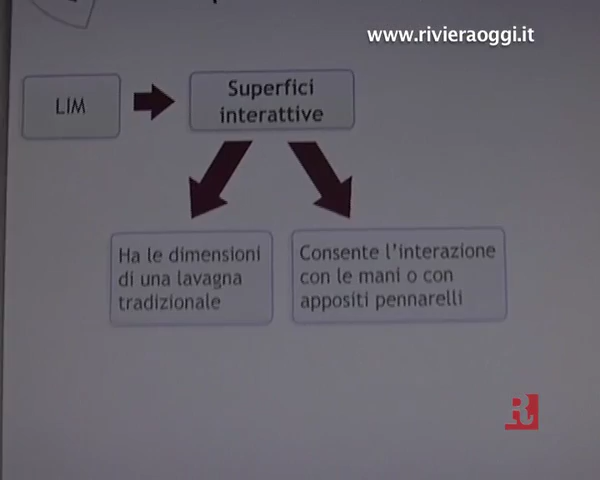 www.rivieraoggi.it
LIM
Superfici
interattive
Ha le dimensioni
di una lavagna
tradizionale
Consente l'interazione
con le mani o con
appositi pennarelli
R